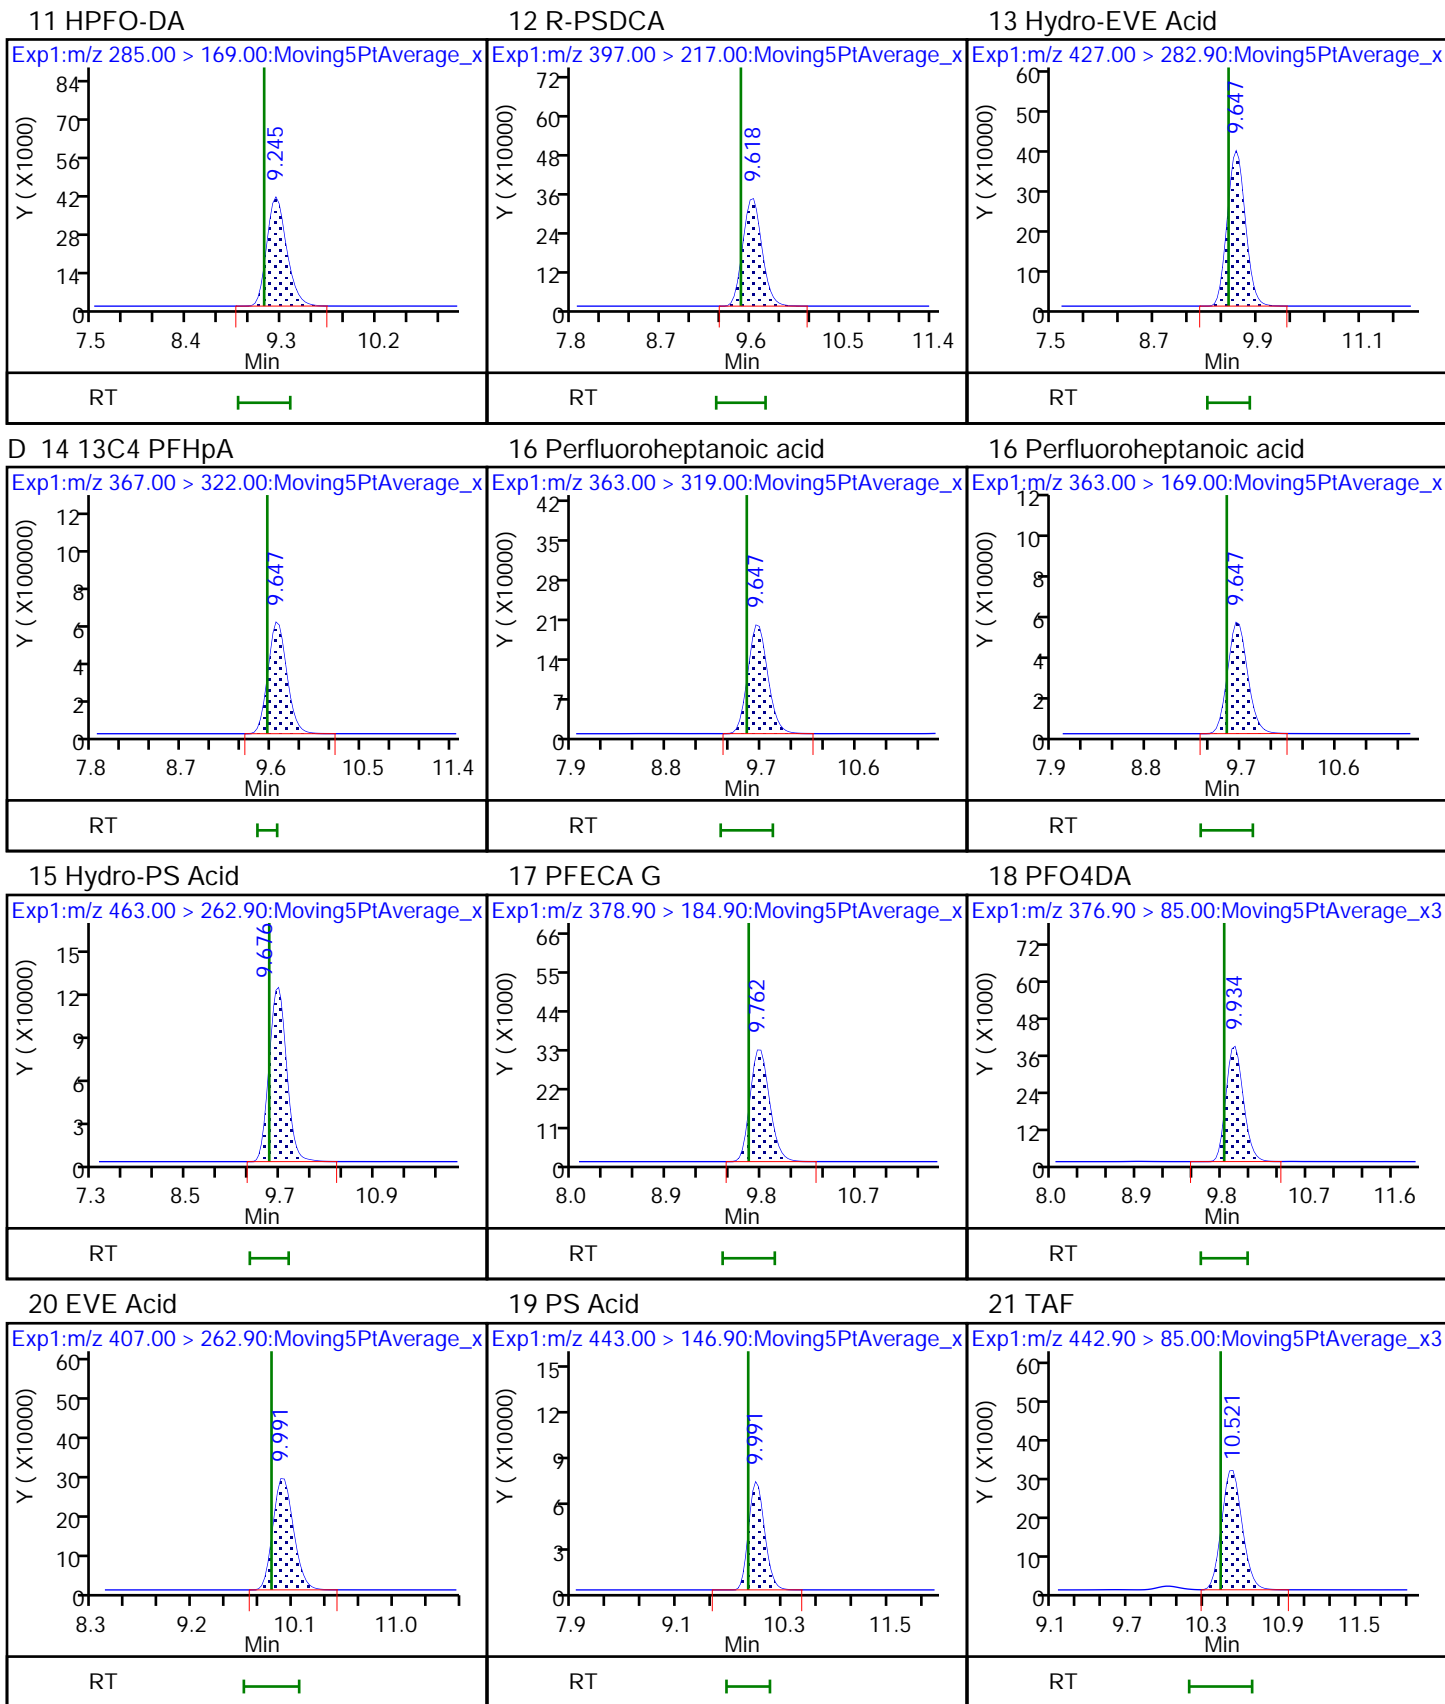 11 HPFO-DA
Exp1:m/z 285.00 > 169.00:Moving5PtAverage_x
Y ( X10000)
84
70
56
42
28
14
0
9.245
7.5 8.4 9.3 10.2
Min
RT
12 R-PSDCA
Exp1:m/z 397.00 > 217.00:Moving5PtAverage_x
Y ( X10000)
72
60
48
36
24
12
0
9.618
7.8 8.7 9.6 10.5 11.4
Min
RT
13 Hydro-EVE Acid
Exp1:m/z 427.00 > 282.90:Moving5PtAverage_x
Y ( X10000)
60
50
40
30
20
10
0
9.647
7.5 8.7 9.9 11.1
Min
RT
D 14 13C4 PFHpA
Exp1:m/z 367.00 > 322.00:Moving5PtAverage_x
Y ( X100000)
12
10
8
6
4
2
0
9.647
7.8 8.7 9.6 10.5 11.4
Min
RT
16 Perfluoroheptanoic acid
Exp1:m/z 363.00 > 319.00:Moving5PtAverage_x
Y ( X10000)
42
35
28
21
14
7
0
9.647
7.9 8.8 9.7 10.6
Min
RT
16 Perfluoroheptanoic acid
Exp1:m/z 363.00 > 169.00:Moving5PtAverage_x
Y ( X10000)
12
10
8
6
4
2
0
9.647
7.9 8.8 9.7 10.6
Min
RT
15 Hydro-PS Acid
Exp1:m/z 463.00 > 262.90:Moving5PtAverage_x
Y ( X10000)
15
12
9
6
3
0
9.676
7.3 8.5 9.7 10.9
Min
RT
17 PFECA G
Exp1:m/z 378.90 > 184.90:Moving5PtAverage_x
Y ( X10000)
66
55
44
33
22
11
0
9.762
8.0 8.9 9.8 10.7
Min
RT
18 PFO4DA
Exp1:m/z 376.90 > 85.00:Moving5PtAverage_x3
Y ( X1000)
72
60
48
36
24
12
0
9.934
8.0 8.9 9.8 10.7 11.6
Min
RT
20 EVE Acid
Exp1:m/z 407.00 > 262.90:Moving5PtAverage_x
Y ( X10000)
60
50
40
30
20
10
0
9.991
8.3 9.2 10.1 11.0
Min
RT
19 PS Acid
Exp1:m/z 443.00 > 146.90:Moving5PtAverage_x
Y ( X10000)
15
12
9
6
3
0
9.991
7.9 9.1 10.3 11.5
Min
RT
21 TAF
Exp1:m/z 442.90 > 85.00:Moving5PtAverage_x3
Y ( X1000)
60
50
40
30
20
10
0
10.521
9.1 9.7 10.3 10.9 11.5
Min
RT